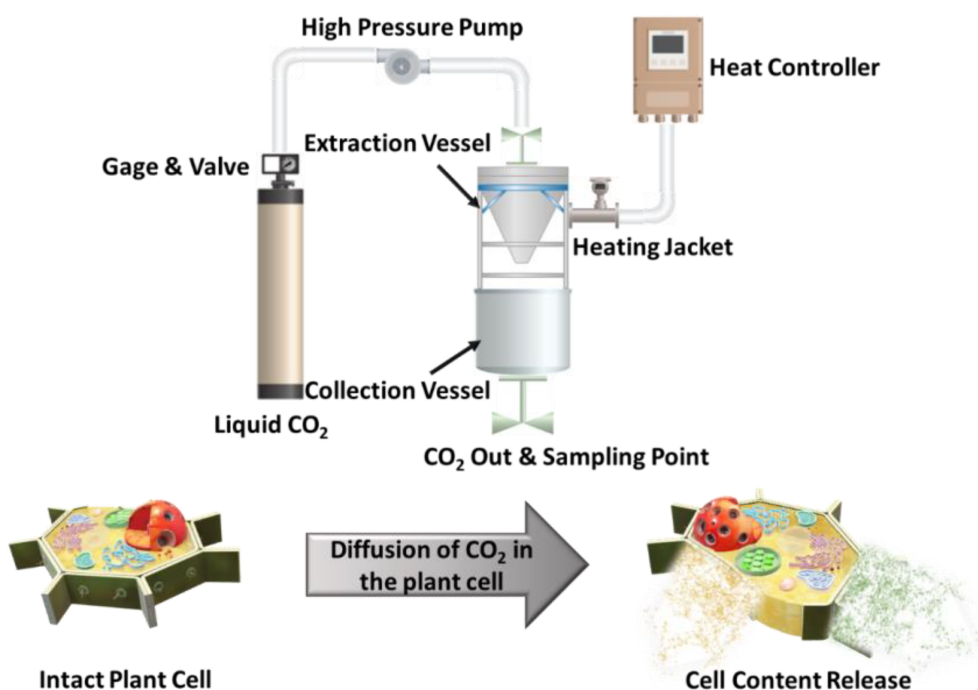 High Pressure Pump
Heat Controller
Extraction Vessel
Gage & Valve
Heating Jacket
Collection Vessel
Liquid CO₂
CO₂ Out & Sampling Point
Diffusion of CO₂ in
the plant cell
Intact Plant Cell
Cell Content Release